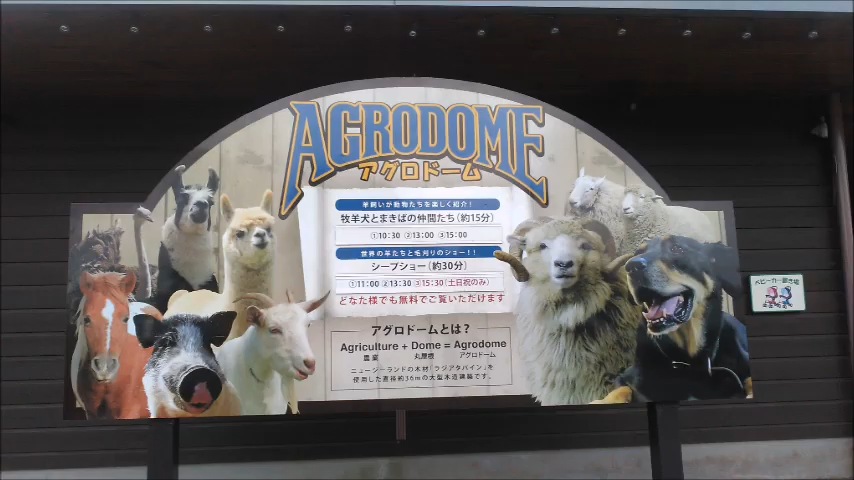 AGRODOME
アグロドーム
羊飼いが動物たちを楽しく紹介!
牧羊犬とまきばの仲間たち(約15分)
①10:30 ②13:00 ③15:00
世界の羊たちと毛刈りのショー!!
シープショー(約30分)
①11:00 ②13:30 ③15:30(土日祝のみ)
どなた様でも無料でご覧いただけます
アグロドームとは?
Agriculture + Dome = Agrodome
農業 丸屋根 アグロドーム
ニュージーランドの木材「ラジアタパイン」を
使用した直径約36mの大型木造建築です。
ベビーカー置き場